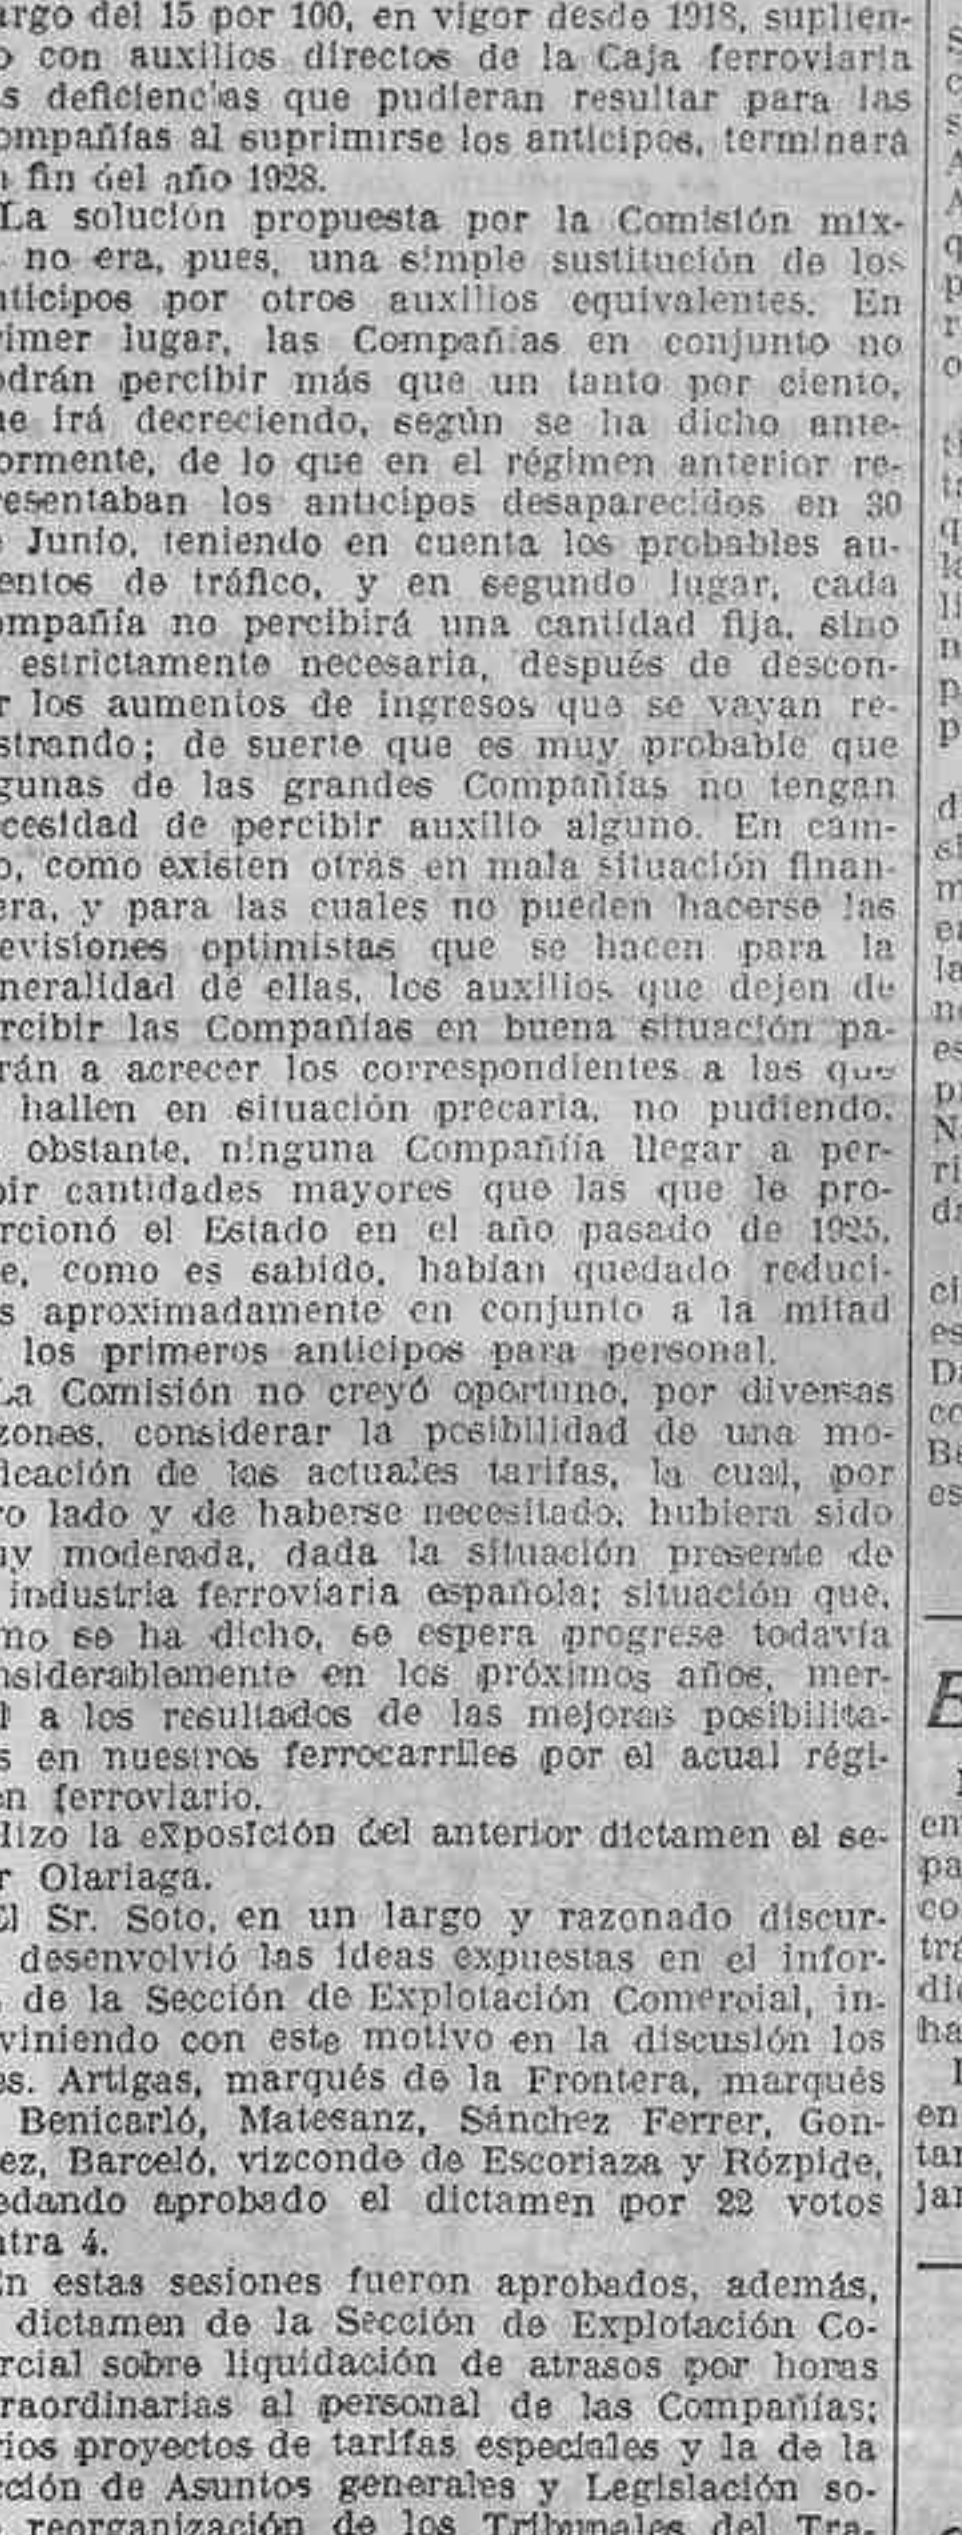 argo del 15 por 100, en vigor desde 1918, suplien-
o con auxilios directos de la Caja ferroviaria
s deficiencias que pudieran resultar para las
ompañías al suprimirse los anticipos, terminará
n fin del año 1928.
La solución propuesta por la Comisión mix-
no era, pues, una simple sustitución de los
nticipos por otros auxilios equivalentes. En
rimer lugar, las Compañías en conjunto no
odrán percibir más que un tanto por ciento,
ue irá decreciendo, según se ha dicho ante-
ormente, de lo que en el régimen anterior re-
resentaban los anticipos desaparecidos en 30
e Junio, teniendo en cuenta los probables au-
entos de tráfico, y en segundo lugar, cada
ompañía no percibirá una cantidad fija, sino
estrictamente necesaria, después de descon-
r los aumentos de ingresos que se vayan re-
strando; de suerte que es muy probable que
gunas de las grandes Compañías no tengan
cesidad de percibir auxilio alguno. En cam-
o, como existen otras en mala situación finan-
era, y para las cuales no pueden hacerse las
evisiones optimistas que se hacen para la
neralidad de ellas, los auxilios que dejen de
rcibir las Compañías en buena situación pa-
rán a acrecer los correspondientes a las que
hallen en situación precaria, no pudiendo,
obstante, ninguna Compañíía llegar a per-
bir cantidades mayores que las que le pro-
rcionó el Estado en el año pasado de 1925,
e, como es sabido, habían quedado reduci-
s aproximadamente en conjunto a la mitad
los primeros anticipos para personal.
La Comisión no creyó oportuno, por diversas
zones, considerar la posibilidad de una mo-
ficación de las actuales tarifas, la cual, por
ro lado y de haberse necesitado, hubiera sido
uy moderada, dada la situación presente de
industria ferroviaria española; situación que,
mo se ha dicho, se espera progrese todavía
nsiderablemente en los próximos años, mer-
d a los resultados de las mejoras posibilita-
s en nuestros ferrocarriles por el acual régi-
en ferroviario.
Hizo la exposición del anterior dictamen el se-
r Olariaga.
El Sr. Soto, en un largo y razonado discur-
desenvolvió las ideas expuestas en el infor-
de la Sección de Explotación Comercial, in-
viniendo con este motivo en la discusión los
es. Artigas, marqués de la Frontera, marqués
Benicarló, Matesanz, Sánchez Ferrer, Gon-
ez, Barceló, vizconde de Escoriaza y Rózpide,
edando aprobado el dictamen por 22 votos
ntra 4.
En estas sesiones fueron aprobados, además,
dictamen de la Sección de Explotación Co-
rcial sobre liquidación de atrasos por horas
raordinarias al personal de las Compañías;
rios proyectos de tarifas especiales y la de la
cción de Asuntos generales y Legislación so-
reorganización de los Tribunales del Tra-